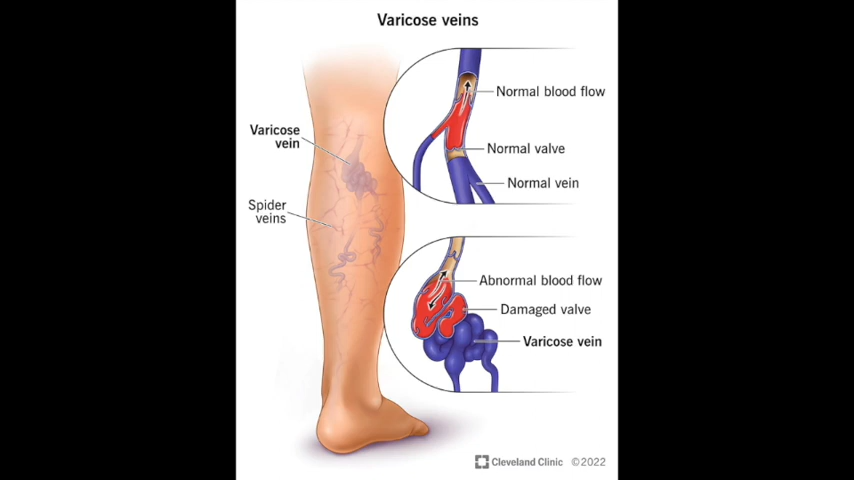 Varicose veins
Normal blood flow
Varicose
vein
Normal valve
Normal vein
Spider
veins
Abnormal blood flow
Damaged valve
Varicose vein
Cleveland Clinic ©2022